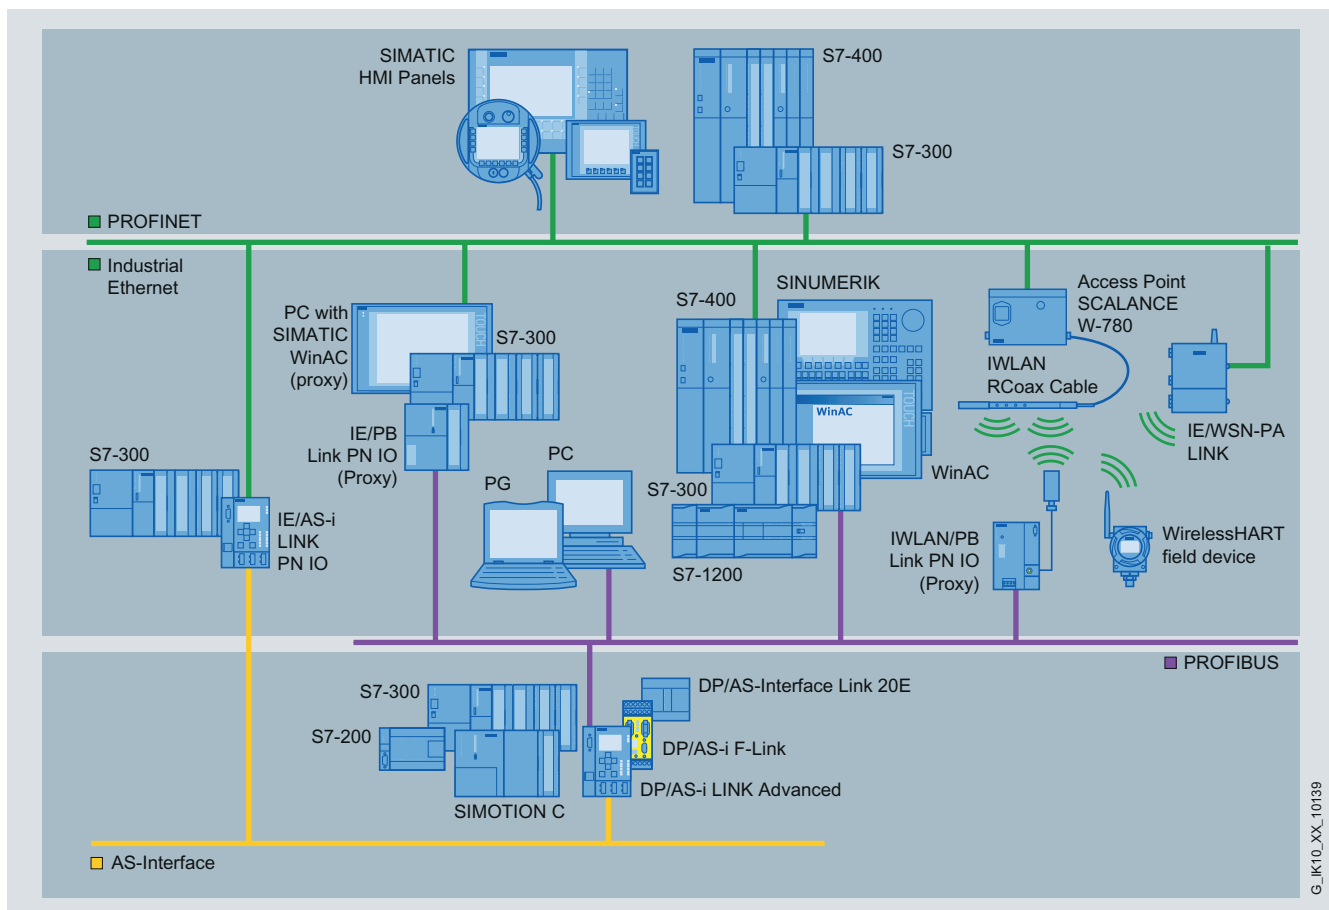 SIMATIC
HMI Panels
S7-400
S7-300
PROFINET
Industrial
Ethernet
PC with
SIMATIC
WinAC
(proxy)
S7-300
IE/PB
Link PN IO
(Proxy)
S7-300
IE/AS-i
LINK
PN IO
PG
PC
S7-400
SINUMERIK
TOUCH
WinAC
TOUCH
WinAC
S7-300
S7-1200
Access Point
SCALANCE
W-780
IWLAN
RCoax Cable
IE/WSN-PA
LINK
IWLAN/PB
Link PN IO
(Proxy)
WirelessHART
field device
PROFIBUS
S7-300
S7-200
SIMOTION C
DP/AS-Interface Link 20E
DP/AS-i F-Link
DP/AS-i LINK Advanced
AS-Interface
G_IK10_XX_10139